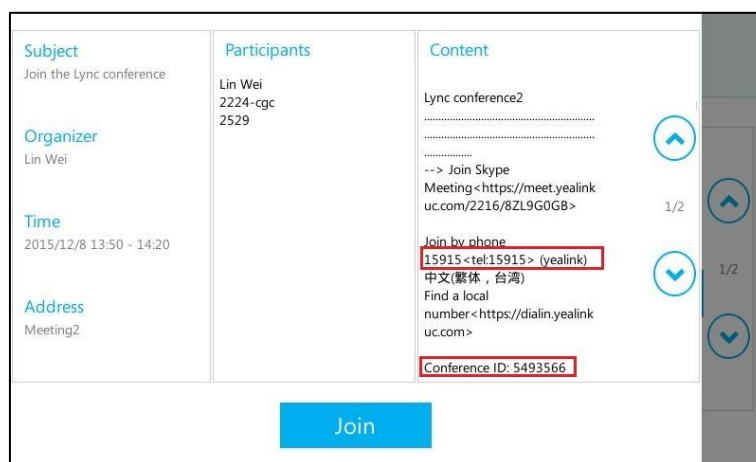 Subject
Join the Lync conference
Organizer
Lin Wei
Time
2015/12/8 13:50 - 14:20
Address
Meeting2
Participants
Lin Wei
2224-cgc
2529
Content
Lync conference2
.............................................................
.............................................................
.................
--> Join Skype
Meeting<https://meet.yealink
uc.com/2216/8ZL9G0GB>
Join by phone
15915<tel:15915> (yealink)
中文(繁体，台湾)
Find a local
number<https://dialin.yealink
uc.com>
Conference ID: 5493566
1/2
1/2
Join